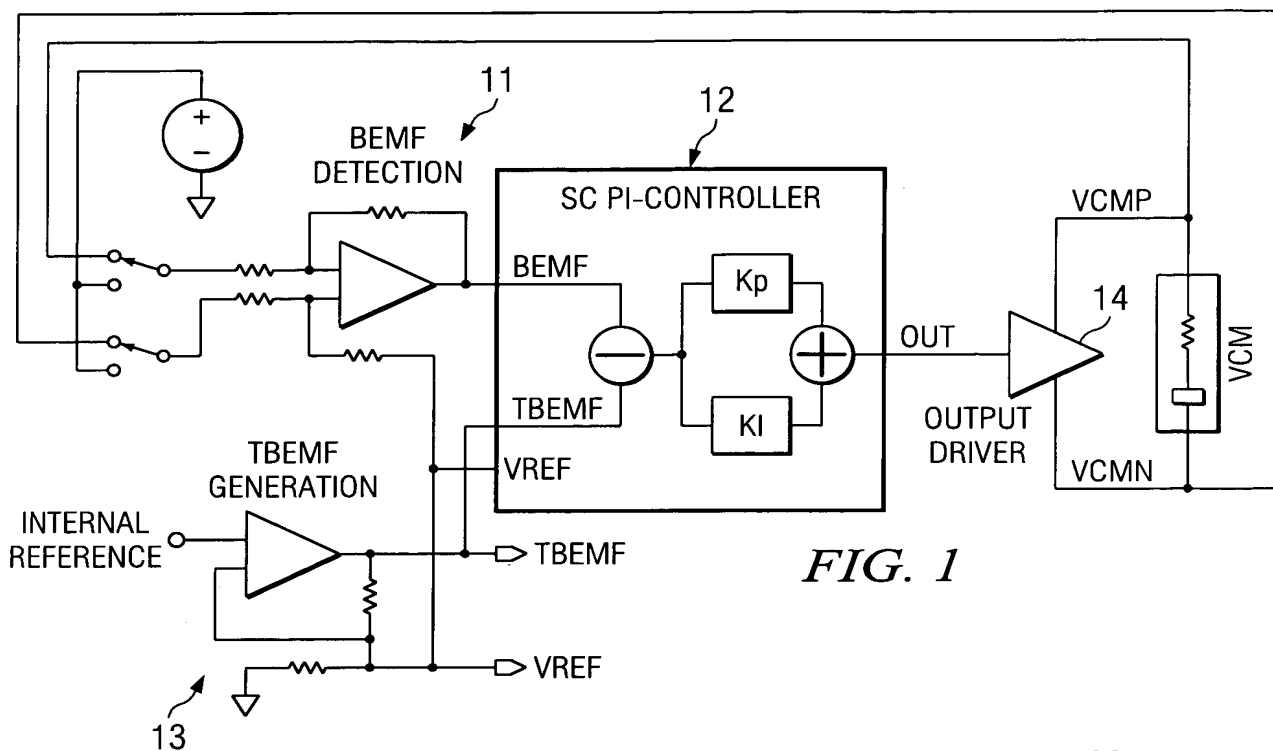 11
12
BEMF
DETECTION
+
−
SC PI-CONTROLLER
VCMP
BEMF
Kp
14
OUT
VCM
TBEMF
KI
OUTPUT
DRIVER
TBEMF
GENERATION
VREF
VCMN
INTERNAL
REFERENCE
TBEMF
FIG. 1
VREF
13